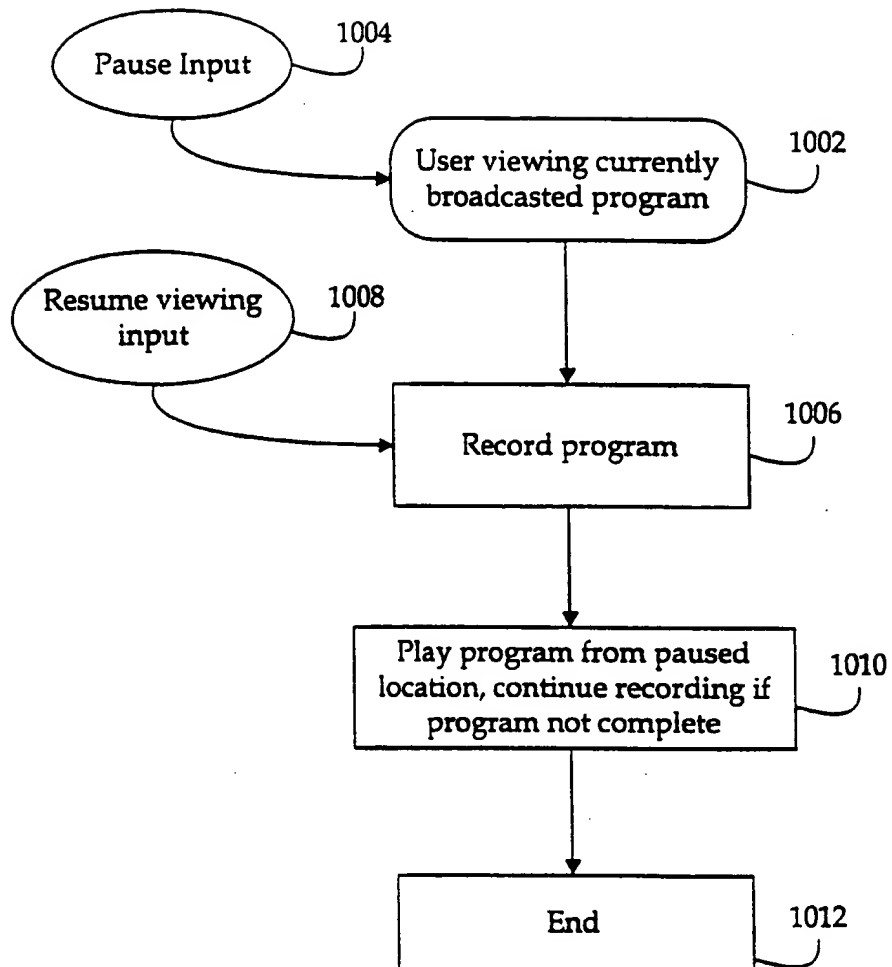 1004
Pause Input
1002
User viewing currently
broadcasted program
Resume viewing
input
1008
1006
Record program
Play program from paused
location, continue recording if
program not complete
1010
End
1012